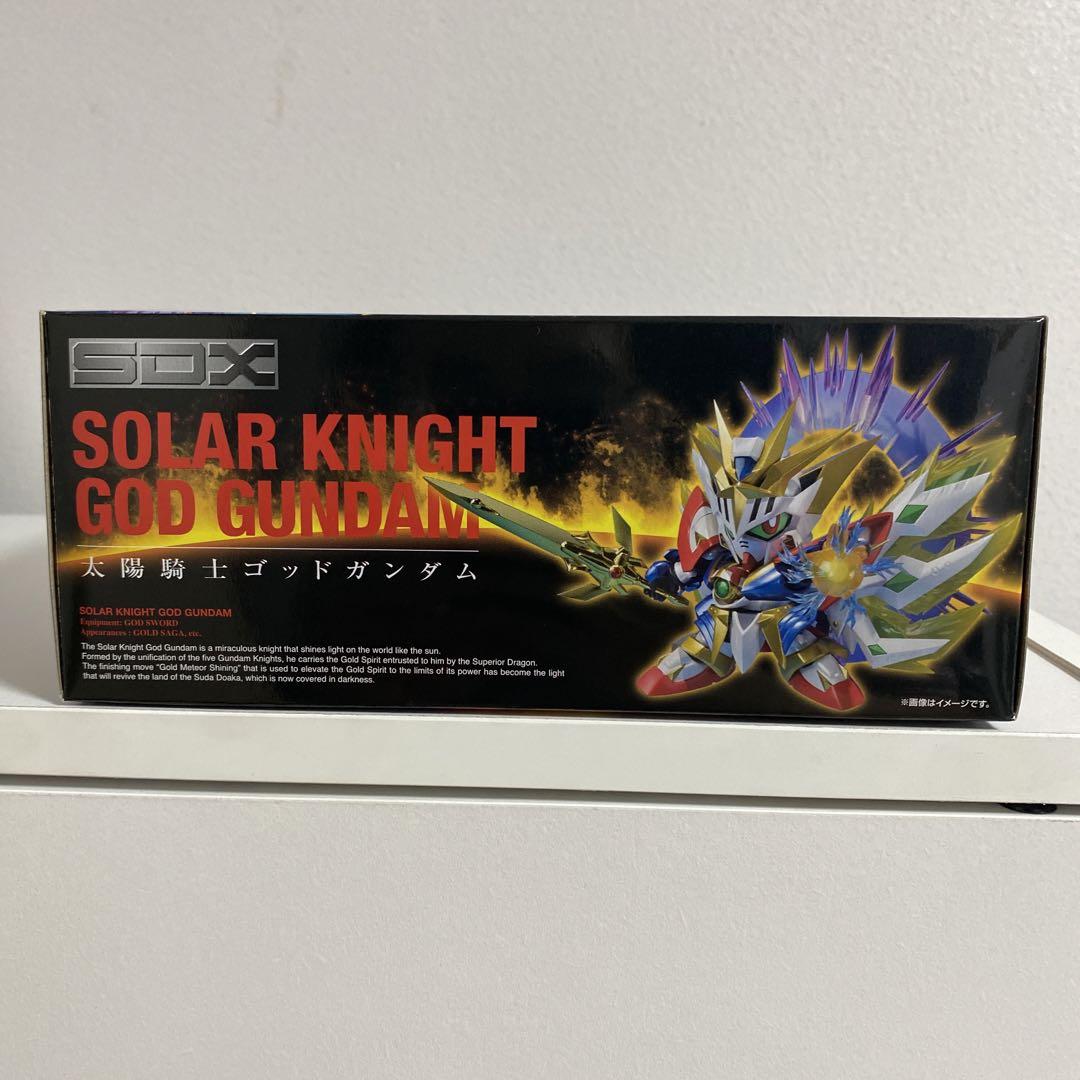 SDX
SOLAR KNIGHT
GOD GUNDAM
太陽騎士ゴッドガンダム
SOLAR KNIGHT GOD GUNDAM
Equipment: GOD SWORD
Appearances : GOLD SAGA, etc.
The Solar Knight God Gundam is a miraculous knight that shines light on the world like the sun.
Formed by the unification of the five Gundam Knights, he carries the Gold Spirit entrusted to him by the Superior Dragon.
The finishing move "Gold Meteor Shining" that is used to elevate the Gold Spirit to the limits of its power has become the light
that will revive the land of the Suda Doaka, which is now covered in darkness.
※画像はイメージです。